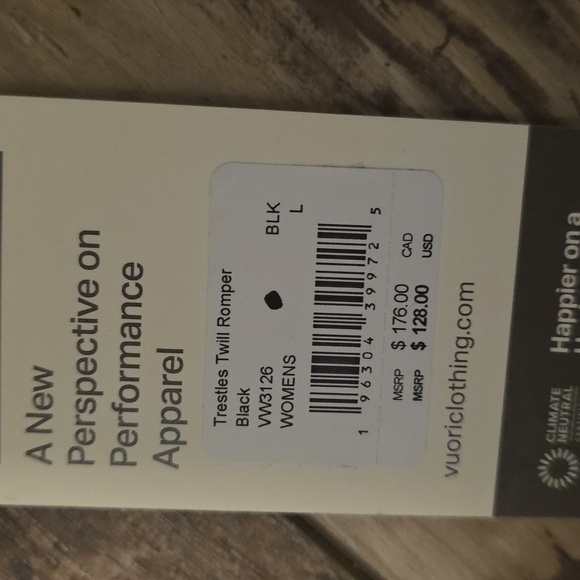 A New
Perspective on
Performance
Apparel
Trestles Twill Romper
Black
VW3126 BLK
WOMENS L
1 96304 39972 5
MSRP $ 176.00 CAD
MSRP $ 128.00 USD
vuoriclothing.com
CLIMATE
NEUTRAL
Happier on a